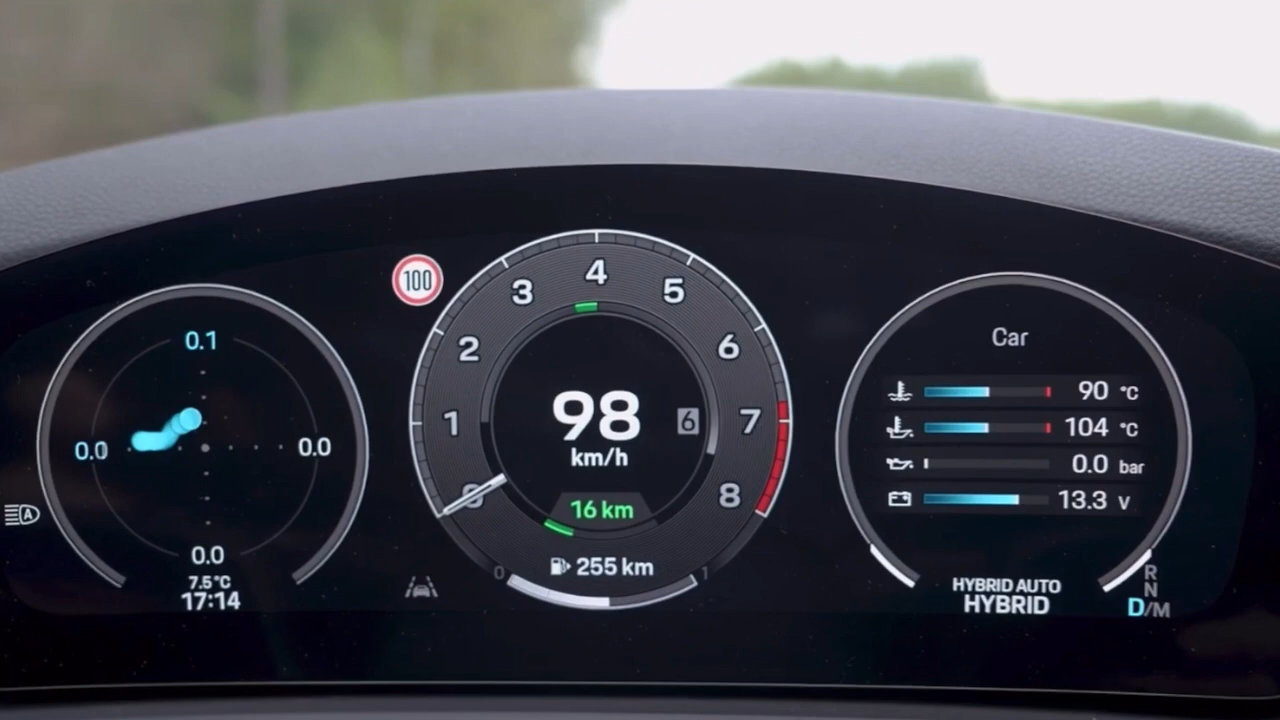 100
0.1
0.0
0.0
0.0
7.5°C
17:14
A
0
1
2
3
4
5
6
7
8
98
km/h
6
16 km
255 km
0
1
Car
90 °C
104 °C
0.0 bar
13.3 V
HYBRID AUTO
HYBRID
R
N
D/M